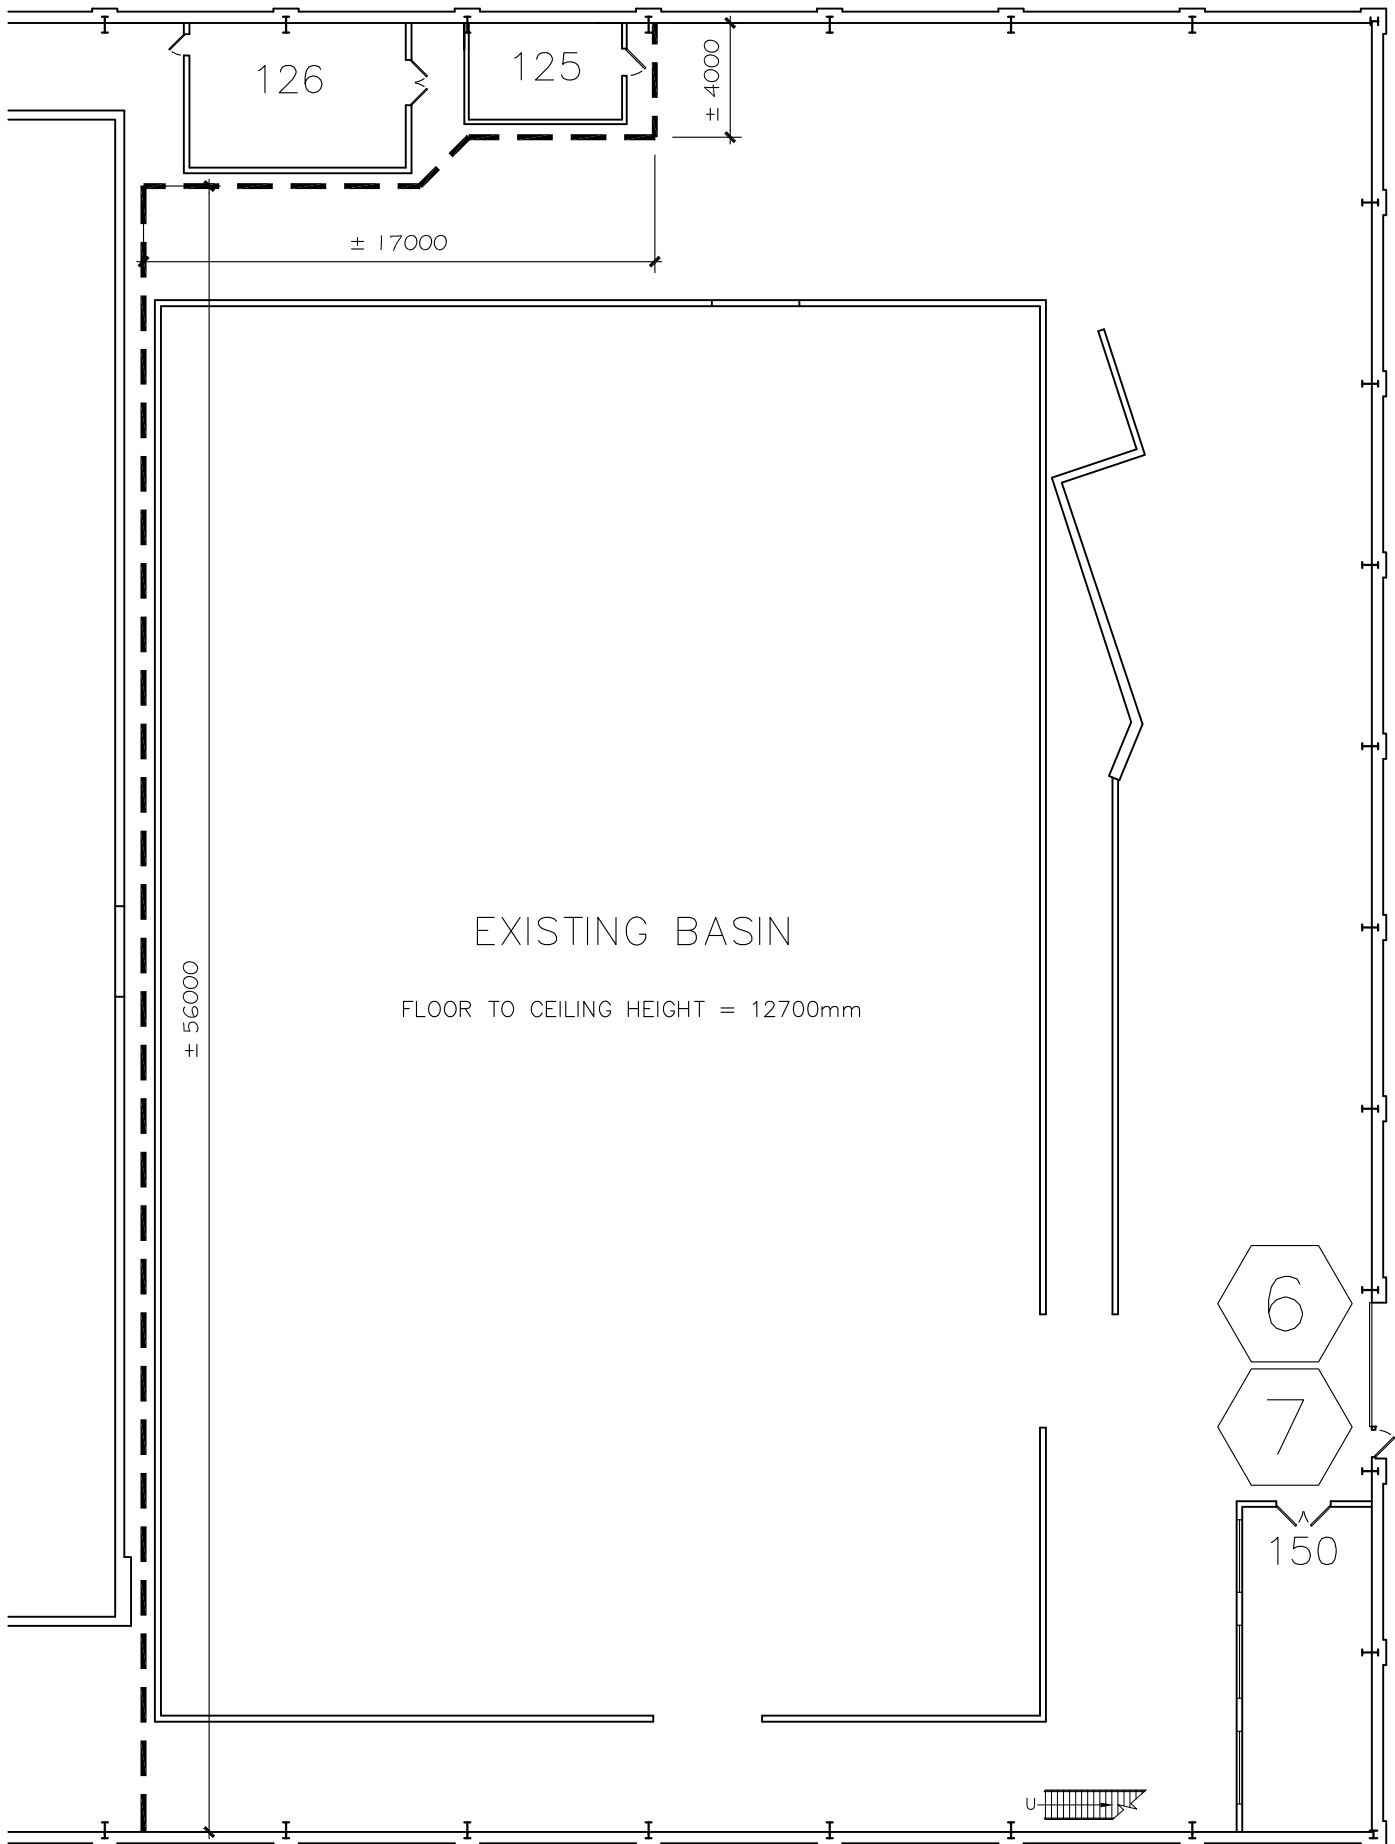 126
125
± 4000
± 17000
EXISTING BASIN
FLOOR TO CEILING HEIGHT = 12700mm
± 56000
6
7
150
U